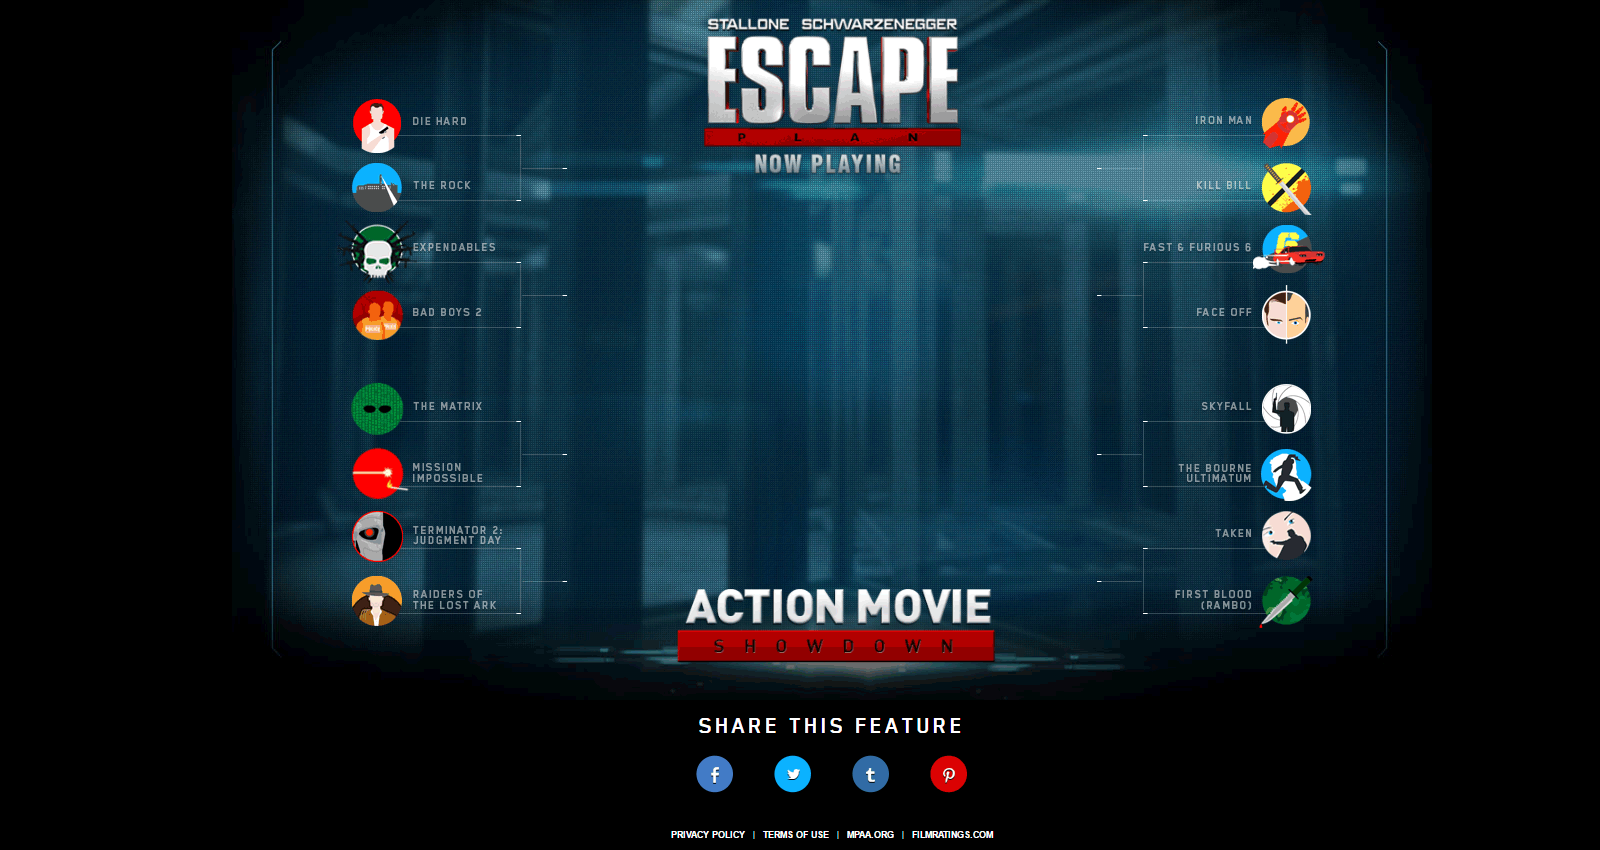 STALLONE SCHWARZENEGGER
ESCAPE
PLAN
NOW PLAYING
DIE HARD
THE ROCK
EXPENDABLES
BAD BOYS 2
THE MATRIX
MISSION
IMPOSSIBLE
TERMINATOR 2:
JUDGMENT DAY
RAIDERS OF
THE LOST ARK
IRON MAN
KILL BILL
FAST & FURIOUS 6
6
FACE OFF
SKYFALL
THE BOURNE
ULTIMATUM
TAKEN
FIRST BLOOD
(RAMBO)
ACTION MOVIE
SHOWDOWN
SHARE THIS FEATURE
PRIVACY POLICY | TERMS OF USE | MPAA.ORG | FILMRATINGS.COM